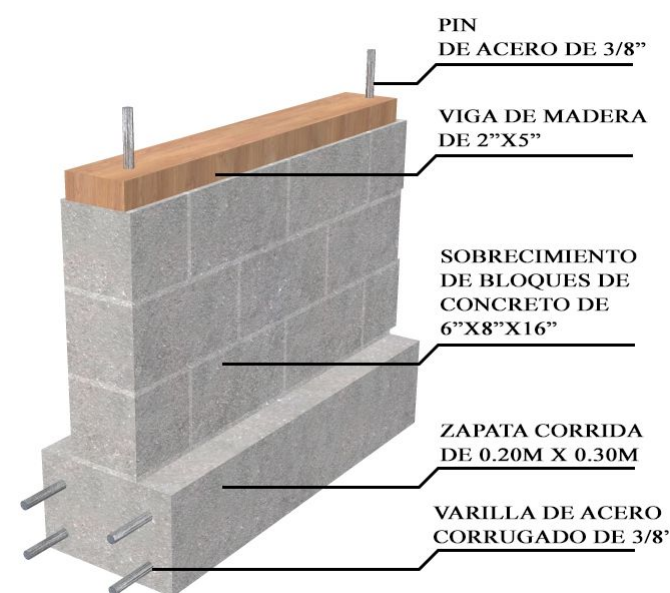 PIN
DE ACERO DE 3/8”
VIGA DE MADERA
DE 2”X5”
SOBRECIMIENTO
DE BLOQUES DE
CONCRETO DE
6”X8”X16”
ZAPATA CORRIDA
DE 0.20M X 0.30M
VARILLA DE ACERO
CORRUGADO DE 3/8’